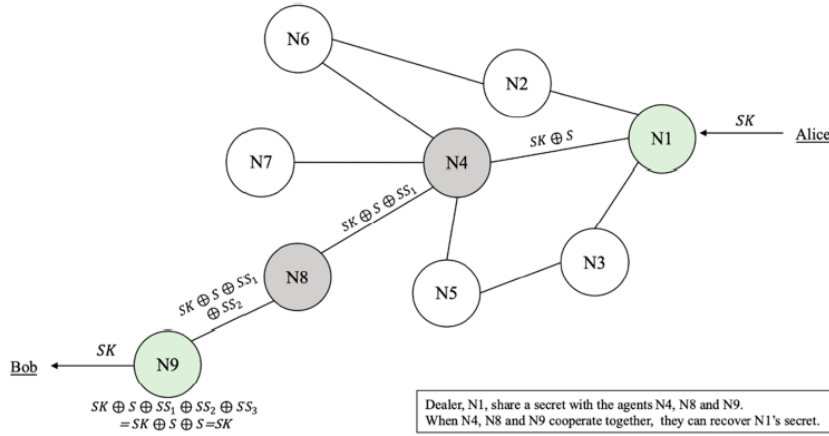 N6
N2
N1
SK
Alice
SK ⊕ S
N7
N4
SK ⊕ S ⊕ SS₁
N8
N3
N5
SK ⊕ S ⊕ SS₁
⊕ SS₂
Bob
SK
N9
SK ⊕ S ⊕ SS₁ ⊕ SS₂ ⊕ SS₃
=SK ⊕ S ⊕ S=SK
Dealer, N1, share a secret with the agents N4, N8 and N9.
When N4, N8 and N9 cooperate together, they can recover N1's secret.